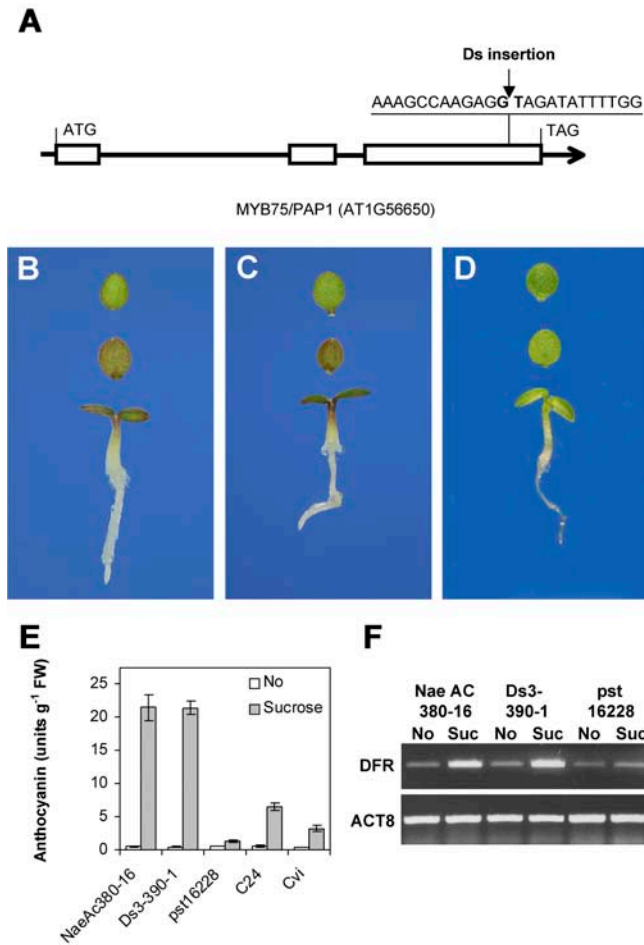 A
Ds insertion
AAAGCCAAGAGGTAGATATTTTGG
ATG
TAG
MYB75/PAP1 (AT1G56650)
B
C
D
E
Anthocyanin (units g⁻¹ FW)
25
20
15
10
5
0
No
Sucrose
NaeAc380-16
Ds3-390-1
pst16228
C24
Cvi
F
Nae AC Ds3- pst
380-16 390-1 16228
No Suc No Suc No Suc
DFR
ACT8